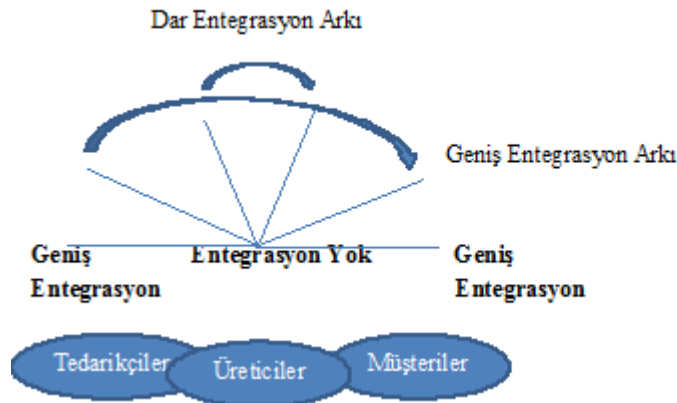 Dar Entegrasyon Arkı
Geniş Entegrasyon Arkı
Geniş Entegrasyon
Entegrasyon Yok
Geniş Entegrasyon
Tedarikçiler
Üreticiler
Müşteriler